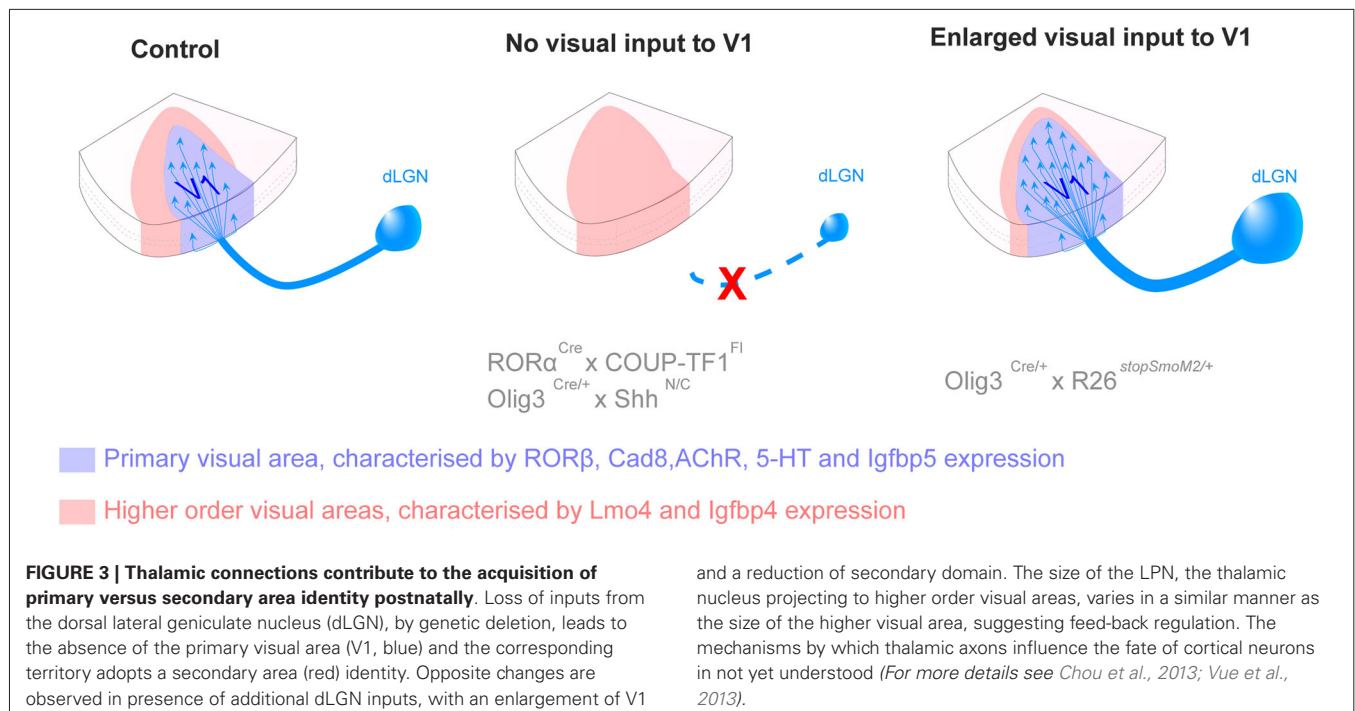 Control
No visual input to V1
Enlarged visual input to V1
dLGN
V1
dLGN
X
dLGN
V1
RORα^Cre x COUP-TF1^Fl
Olig3^Cre/+ x Shh^N/C
Olig3^Cre/+ x R26^stopSmoM2/+
Primary visual area, characterised by RORβ, Cad8,AChR, 5-HT and Igfbp5 expression
Higher order visual areas, characterised by Lmo4 and Igfbp4 expression
FIGURE 3 | Thalamic connections contribute to the acquisition of
primary versus secondary area identity postnatally. Loss of inputs from
the dorsal lateral geniculate nucleus (dLGN), by genetic deletion, leads to
the absence of the primary visual area (V1, blue) and the corresponding
territory adopts a secondary area (red) identity. Opposite changes are
observed in presence of additional dLGN inputs, with an enlargement of V1
and a reduction of secondary domain. The size of the LPN, the thalamic
nucleus projecting to higher order visual areas, varies in a similar manner as
the size of the higher visual area, suggesting feed-back regulation. The
mechanisms by which thalamic axons influence the fate of cortical neurons
in not yet understood (For more details see Chou et al., 2013; Vue et al.,
2013).